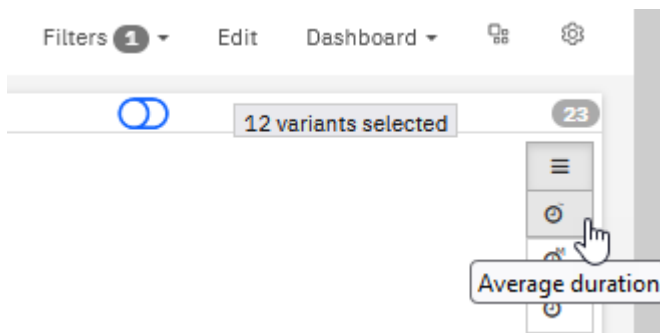 Filters 1 Edit Dashboard
12 variants selected 23
Average duration